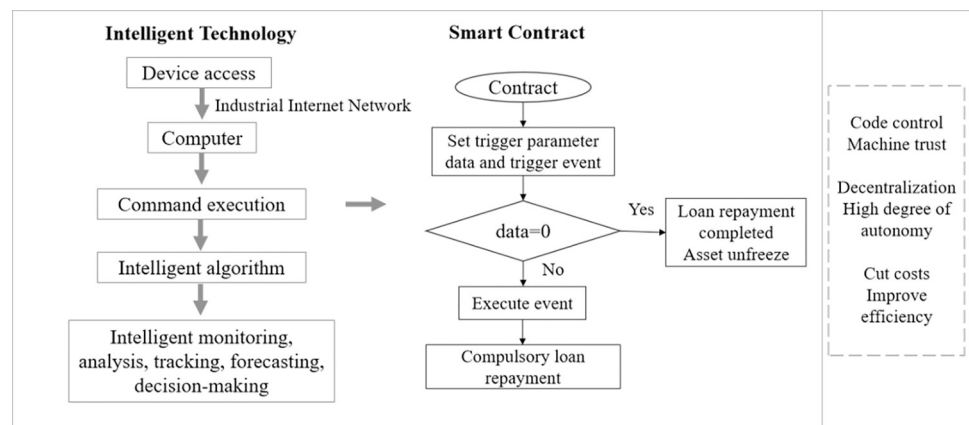 Intelligent Technology
Device access
Industrial Internet Network
Computer
Command execution
Intelligent algorithm
Intelligent monitoring,
analysis, tracking, forecasting,
decision-making
Smart Contract
Contract
Set trigger parameter
data and trigger event
data=0
Yes
Loan repayment
completed
Asset unfreeze
No
Execute event
Compulsory loan
repayment
Code control
Machine trust
Decentralization
High degree of
autonomy
Cut costs
Improve
efficiency